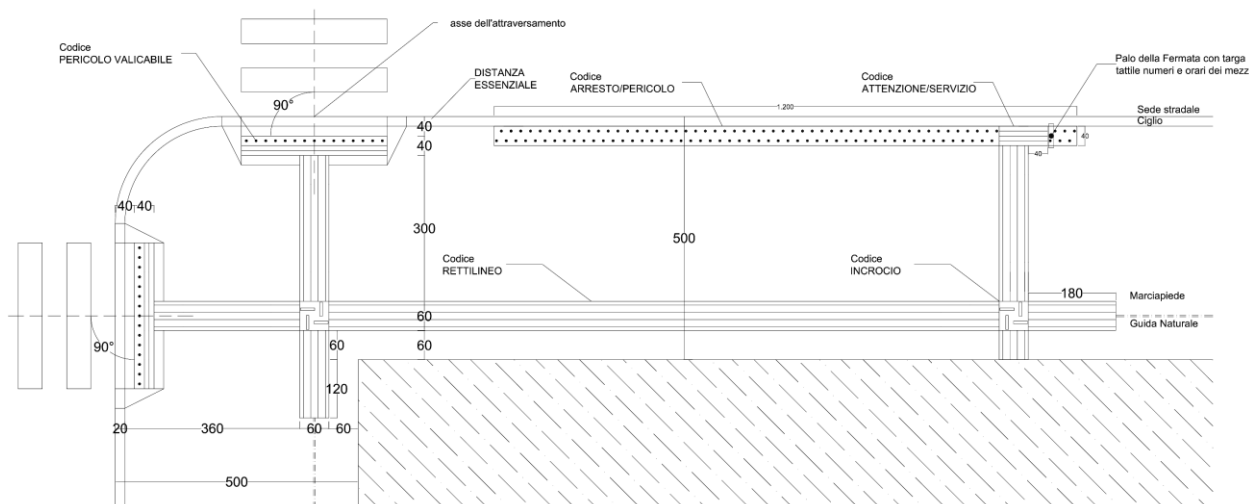 asse dell'attraversamento
Codice
PERICOLO VALICABILE
DISTANZA
ESSENZIALE
Codice
ARRESTO/PERICOLO
Codice
ATTENZIONE/SERVIZIO
Palo della Fermata con targa
tattile numeri e orari dei mezz
90°
1.200
Sede stradale
Ciglio
40
40
40
40
40 40
300
500
Codice
RETTILINEO
Codice
INCROCIO
180
Marciapiede
60
Guida Naturale
90°
60
60
120
20 360 60 60
500